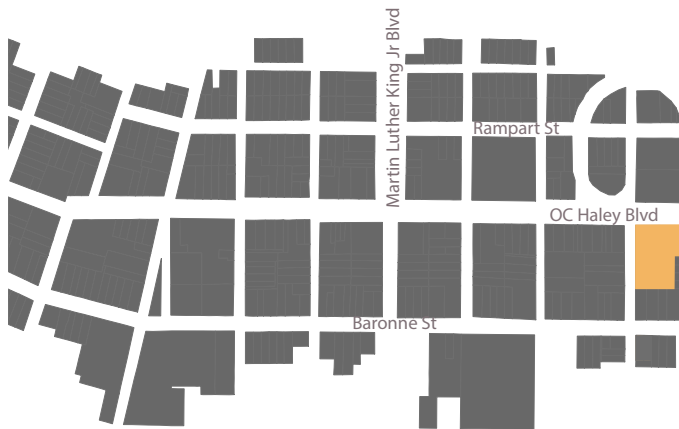 Martin Luther King Jr Blvd
Rampart St
OC Haley Blvd
Baronne St